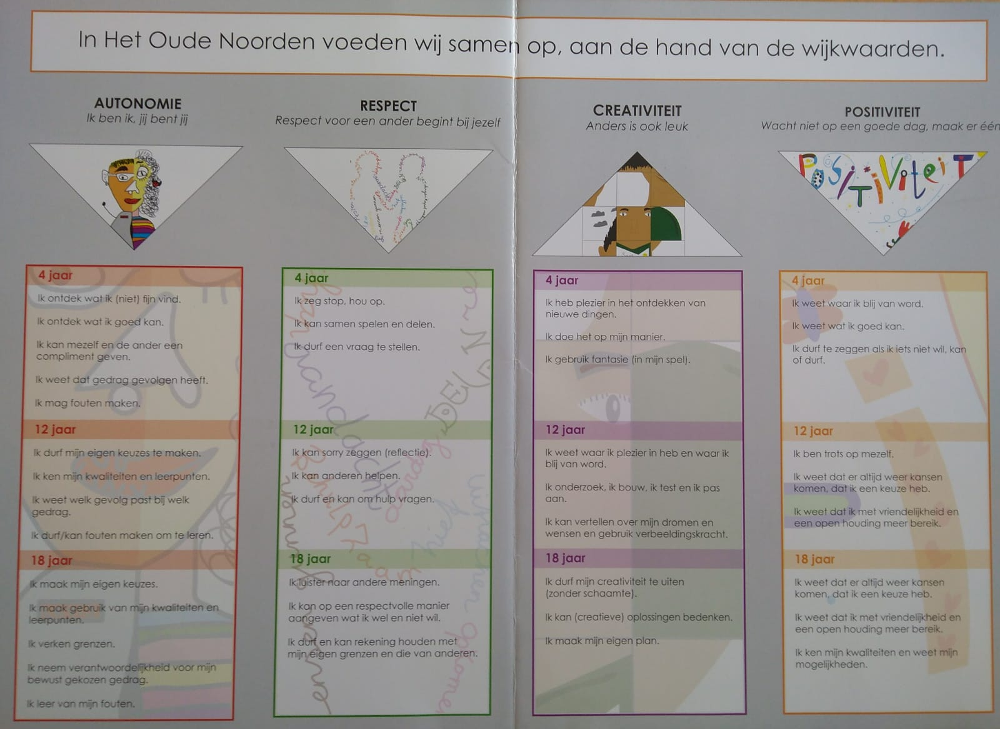 In Het Oude Noorden voeden wij samen op, aan de hand van de wijkwaarden.
AUTONOMIE
Ik ben ik, jij bent jij
4 jaar
Ik ontdek wat ik (niet) fijn vind.
Ik ontdek wat ik goed kan.
Ik kan mezelf en de ander een
compliment geven.
Ik weet dat gedrag gevolgen heeft.
Ik mag fouten maken.
12 jaar
Ik durf mijn eigen keuzes te maken.
Ik ken mijn kwaliteiten en leerpunten.
Ik weet welk gevolg past bij welk
gedrag.
Ik durf/kan fouten maken om te leren.
18 jaar
Ik maak mijn eigen keuzes.
Ik maak gebruik van mijn kwaliteiten en
leerpunten.
Ik verken grenzen.
Ik neem verantwoordelijkheid voor mijn
bewust gekozen gedrag.
Ik leer van mijn fouten.
RESPECT
Respect voor een ander begint bij jezelf
4 jaar
Ik zeg stop, hou op.
Ik kan samen spelen en delen.
Ik durf een vraag te stellen.
12 jaar
Ik kan sorry zeggen (reflectie).
Ik kan anderen helpen.
Ik durf en kan om hulp vragen.
18 jaar
Ik luister naar andere meningen.
Ik kan op een respectvolle manier
aangeven wat ik wel en niet wil.
Ik durf en kan rekening houden met
mijn eigen grenzen en die van anderen.
CREATIVITEIT
Anders is ook leuk
4 jaar
Ik heb plezier in het ontdekken van
nieuwe dingen.
Ik doe het op mijn manier.
Ik gebruik fantasie (in mijn spel).
12 jaar
Ik weet waar ik plezier in heb en waar ik
blij van word.
Ik onderzoek, ik bouw, ik test en ik pas
aan.
Ik kan vertellen over mijn dromen en
wensen en gebruik verbeeldingskracht.
18 jaar
Ik durf mijn creativiteit te uiten
(zonder schaamte).
Ik kan (creatieve) oplossingen bedenken.
Ik maak mijn eigen plan.
POSITIVITEIT
Wacht niet op een goede dag, maak er één
POSITIVITEIT
4 jaar
Ik weet waar ik blij van word.
Ik weet wat ik goed kan.
Ik durf te zeggen als ik iets niet wil, kan
of durf.
12 jaar
Ik ben trots op mezelf.
Ik weet dat er altijd weer kansen
komen, dat ik een keuze heb.
Ik weet dat ik met vriendelijkheid en
een open houding meer bereik.
18 jaar
Ik weet dat er altijd weer kansen
komen, dat ik een keuze heb.
Ik weet dat ik met vriendelijkheid en
een open houding meer bereik.
Ik ken mijn kwaliteiten en weet mijn
mogelijkheden.